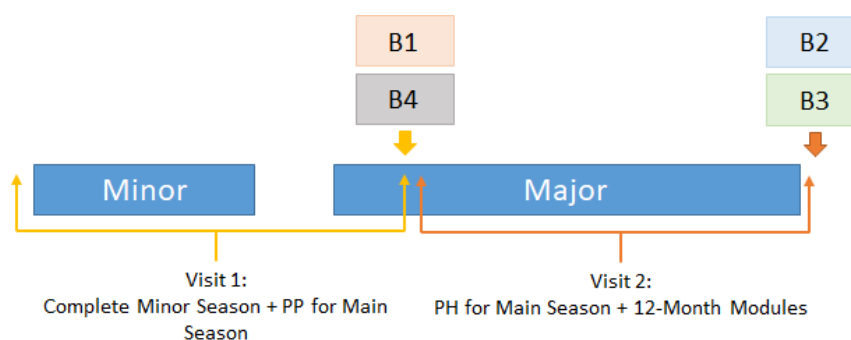 B1
B2
B4
B3
Minor
Major
Visit 1:
Complete Minor Season + PP for Main
Season
Visit 2:
PH for Main Season + 12-Month Modules